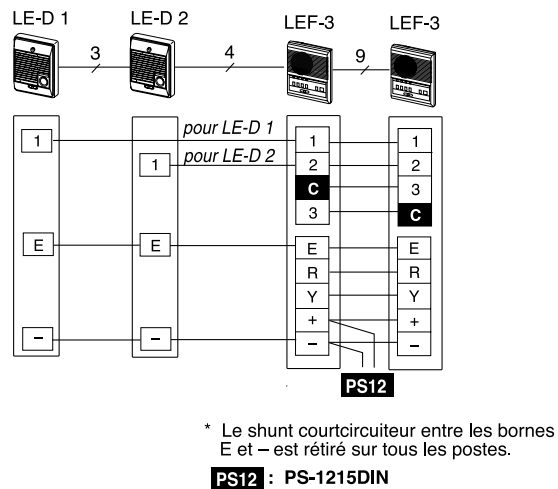 LE-D 1 LE-D 2 LEF-3 LEF-3
3 4 9
pour LE-D 1
pour LE-D 2
1 1 1
1 2 2
C 3
3 C
E E E E
R R
Y Y
+ +
– – – –
PS12
* Le shunt courtcircuiteur entre les bornes
E et – est rétiré sur tous les postes.
PS12 : PS-1215DIN